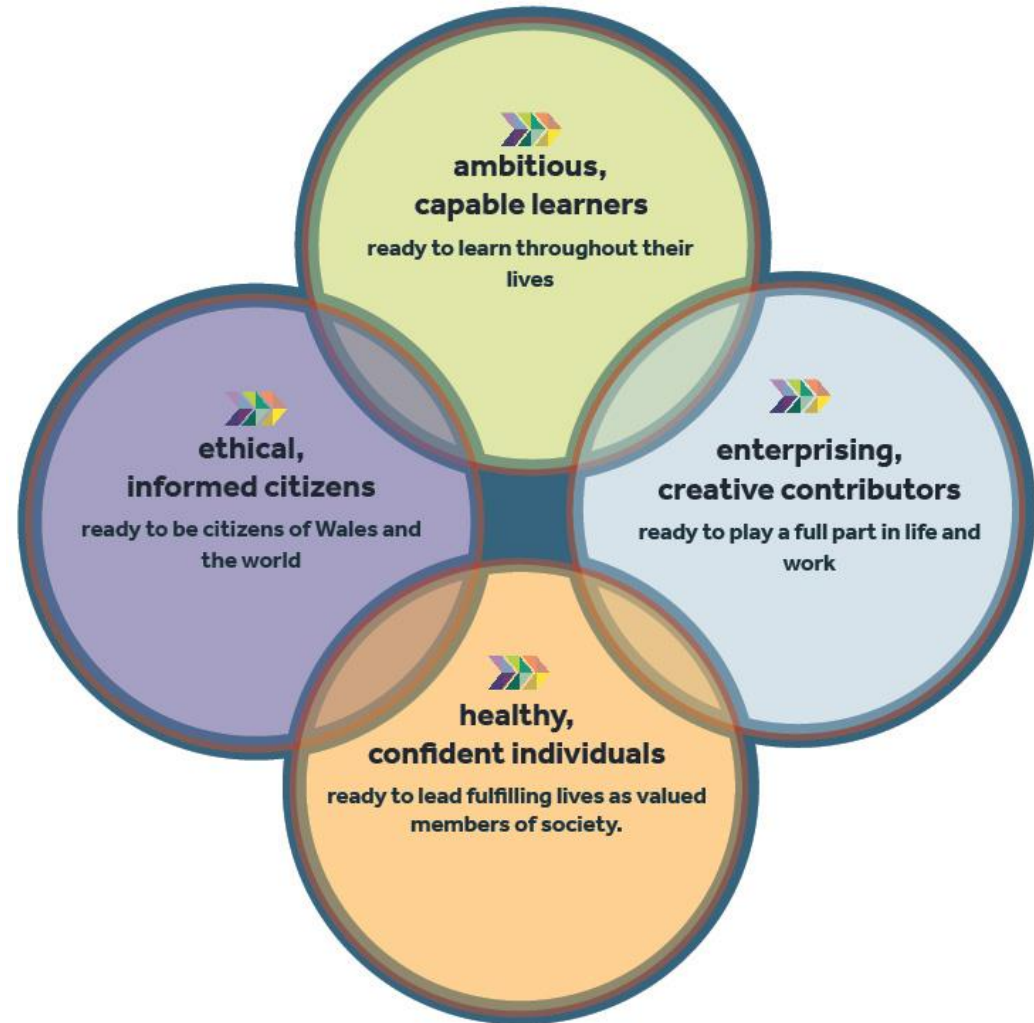 ambitious,
capable learners
ready to learn throughout their
lives
ethical,
informed citizens
ready to be citizens of Wales and
the world
enterprising,
creative contributors
ready to play a full part in life and
work
healthy,
confident individuals
ready to lead fulfilling lives as valued
members of society.